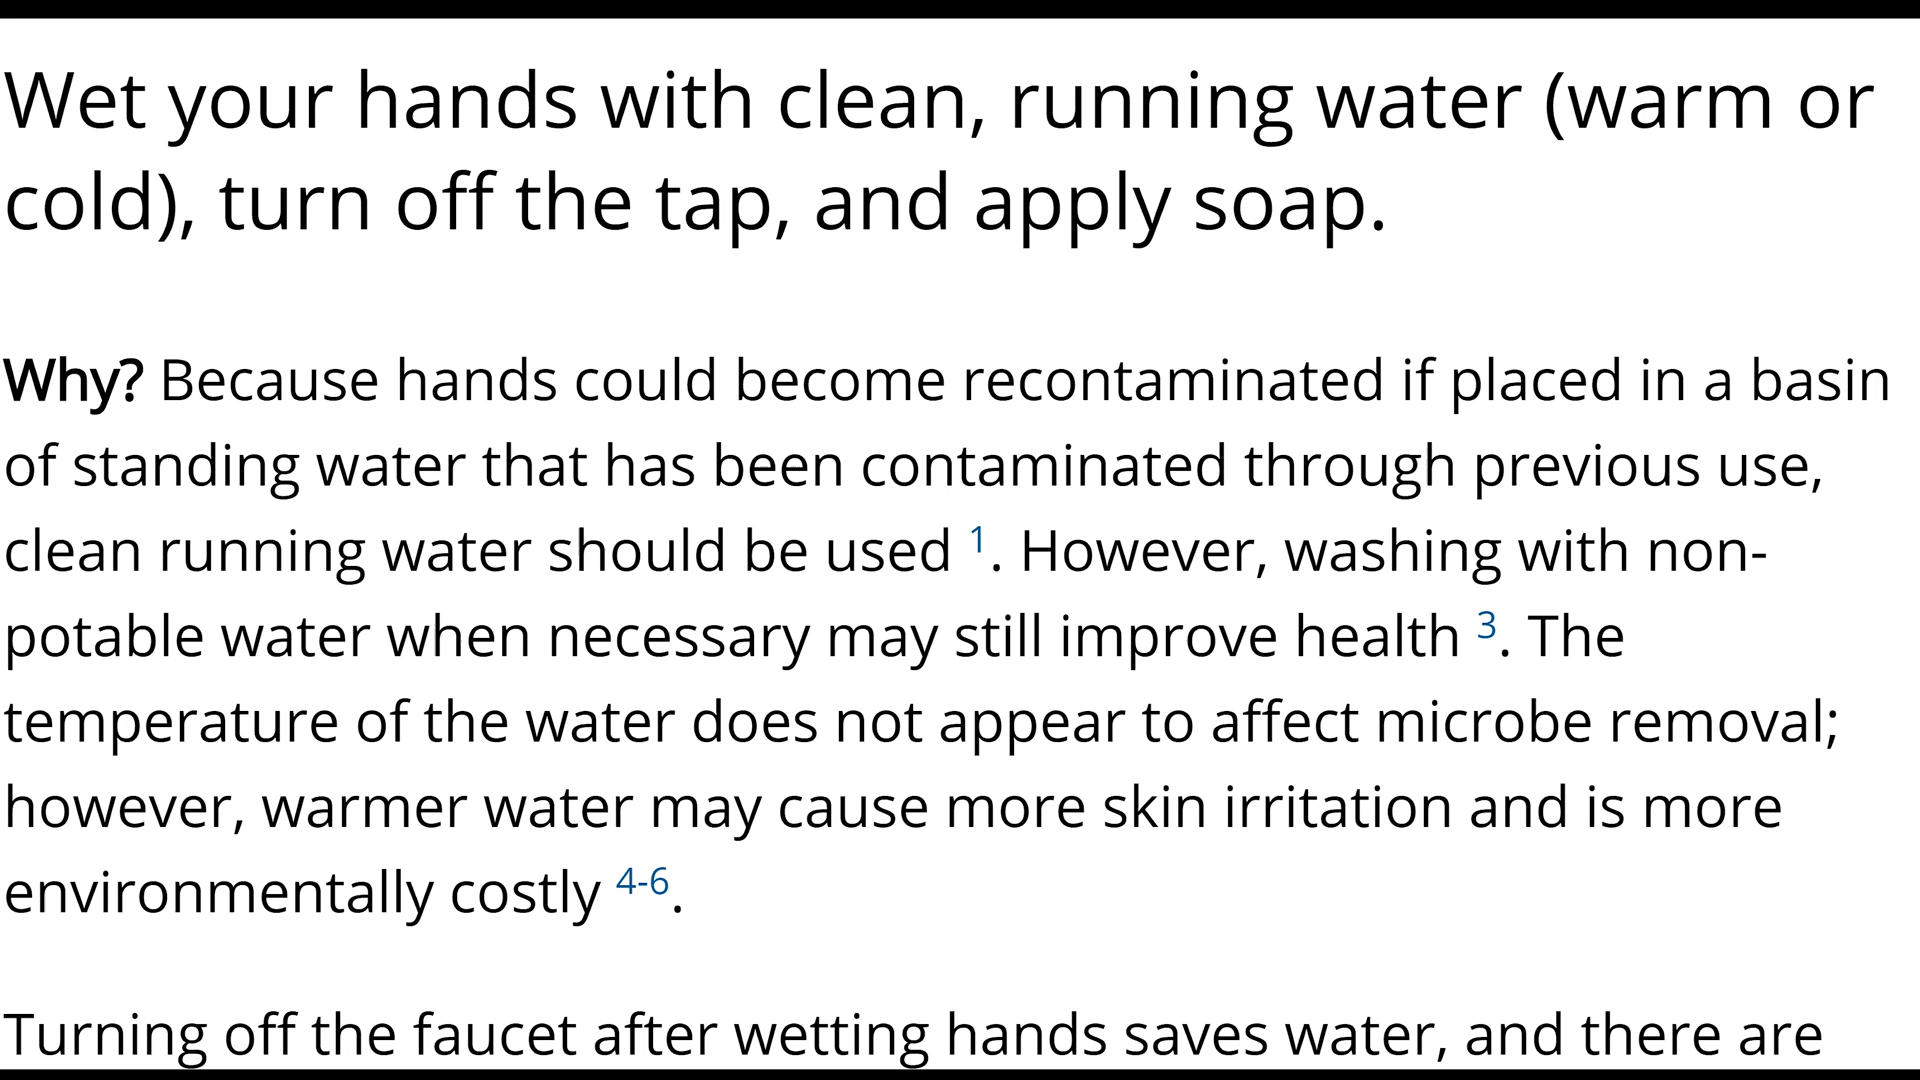 Wet your hands with clean, running water (warm or
cold), turn off the tap, and apply soap.
Why? Because hands could become recontaminated if placed in a basin
of standing water that has been contaminated through previous use,
clean running water should be used 1. However, washing with non-
potable water when necessary may still improve health 3. The
temperature of the water does not appear to affect microbe removal;
however, warmer water may cause more skin irritation and is more
environmentally costly 4-6.
Turning off the faucet after wetting hands saves water, and there are